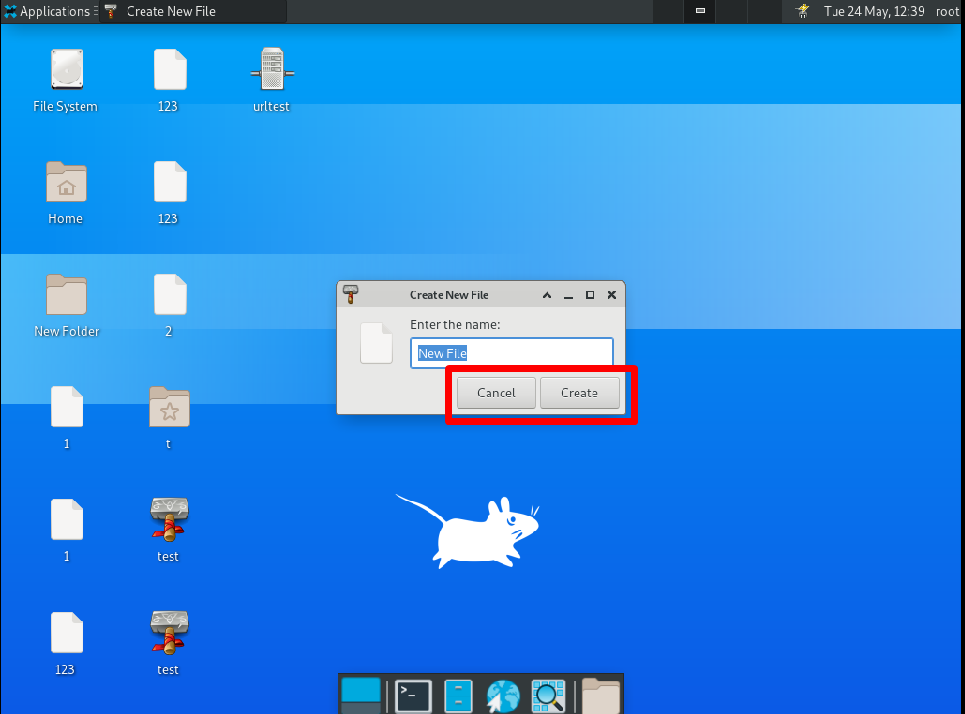 Applications Create New File Tue 24 May, 12:39 root
File System 123 urltest
Home 123
New Folder 2
Create New File
Enter the name:
New File
Cancel Create
1 t
1 test
123 test
>_